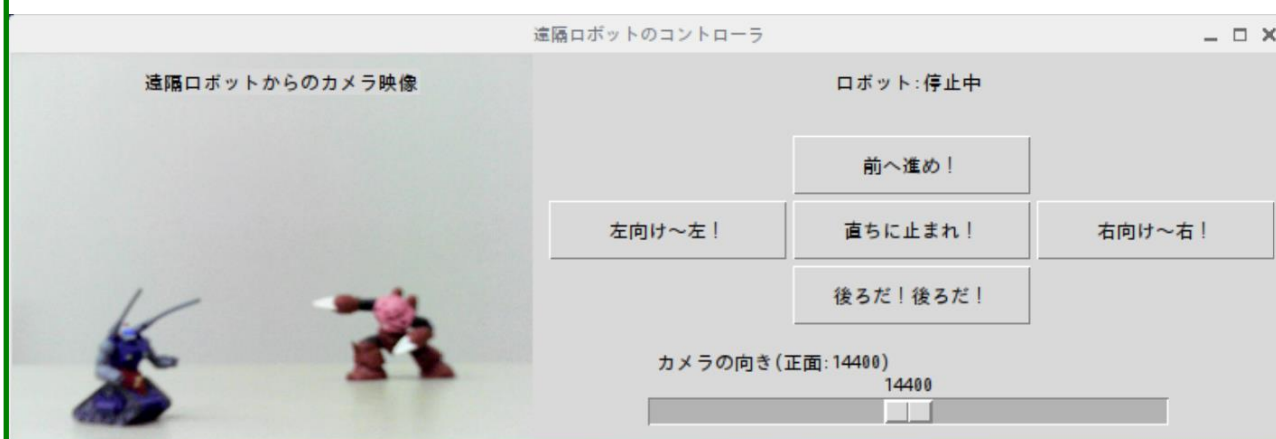 遠隔ロボットのコントローラ
遠隔ロボットからのカメラ映像
ロボット:停止中
前へ進め!
左向け〜左!
直ちに止まれ!
右向け〜右!
後るだ!後るだ!
カメラの向き(正面:14400)
14400